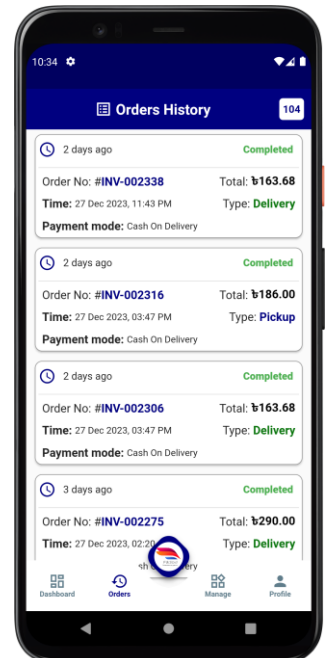 10:34
Orders History
104
2 days ago Completed
Order No: #INV-002338 Total: ৳163.68
Time: 27 Dec 2023, 11:43 PM Type: Delivery
Payment mode: Cash On Delivery
2 days ago Completed
Order No: #INV-002316 Total: ৳186.00
Time: 27 Dec 2023, 03:47 PM Type: Pickup
Payment mode: Cash On Delivery
2 days ago Completed
Order No: #INV-002306 Total: ৳163.68
Time: 27 Dec 2023, 03:47 PM Type: Delivery
Payment mode: Cash On Delivery
3 days ago Completed
Order No: #INV-002275 Total: ৳290.00
Time: 27 Dec 2023, 02:20 Type: Delivery
Dashboard Orders Manage Profile